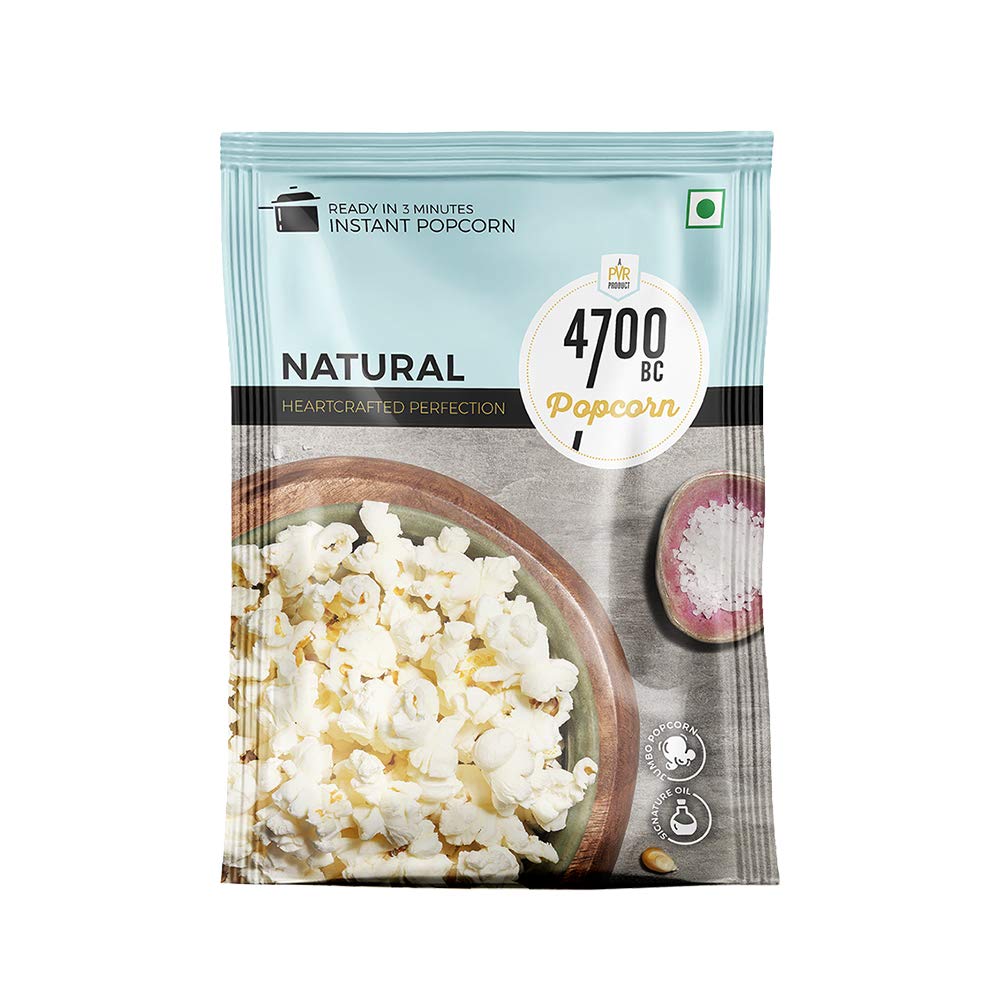 READY IN 3 MINUTES
INSTANT POPCORN
A
PVR
PRODUCT
4700
BC
Popcorn
NATURAL
HEARTCRAFTED PERFECTION
JUMBO POPCORN
SIGNATURE OIL